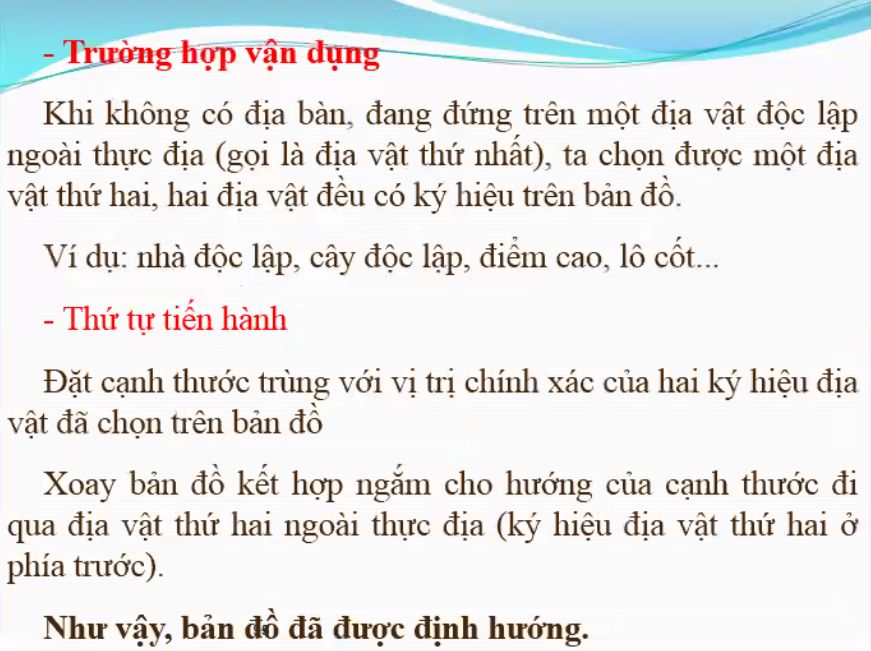 - Trường hợp vận dụng
Khi không có địa bàn, đang đứng trên một địa vật độc lập
ngoài thực địa (gọi là địa vật thứ nhất), ta chọn được một địa
vật thứ hai, hai địa vật đều có ký hiệu trên bản đồ.
Ví dụ: nhà độc lập, cây độc lập, điểm cao, lô cốt...
- Thứ tự tiến hành
Đặt cạnh thước trùng với vị trị chính xác của hai ký hiệu địa
vật đã chọn trên bản đồ
Xoay bản đồ kết hợp ngắm cho hướng của cạnh thước đi
qua địa vật thứ hai ngoài thực địa (ký hiệu địa vật thứ hai ở
phía trước).
Như vậy, bản đồ đã được định hướng.